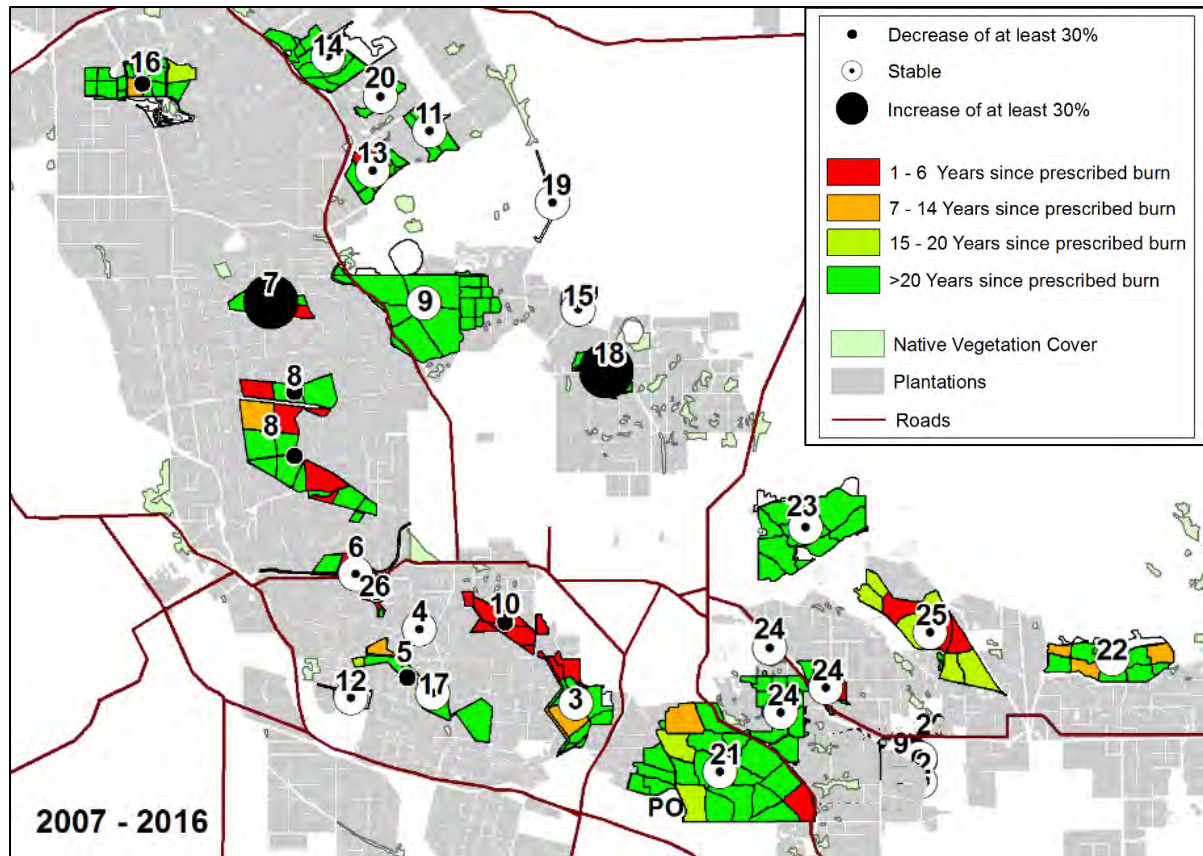 Decrease of at least 30%
Stable
Increase of at least 30%
1 - 6 Years since prescribed burn
7 - 14 Years since prescribed burn
15 - 20 Years since prescribed burn
>20 Years since prescribed burn
Native Vegetation Cover
Plantations
Roads
14
16
20
11
13
19
7
9
15
18
8
8
23
6
26
10
4
25
24
5
22
24
12
17
3
24
21
PO
2007 - 2016